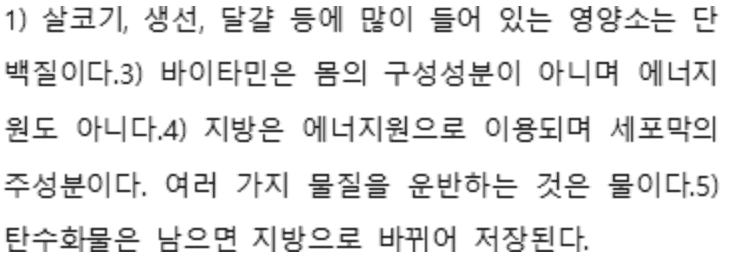 1) 살코기, 생선, 달걀 등에 많이 들어 있는 영양소는 단
백질이다.3) 바이타민은 몸의 구성성분이 아니며 에너지
원도 아니다.4) 지방은 에너지원으로 이용되며 세포막의
주성분이다. 여러 가지 물질을 운반하는 것은 물이다.5)
탄수화물은 남으면 지방으로 바뀌어 저장된다.